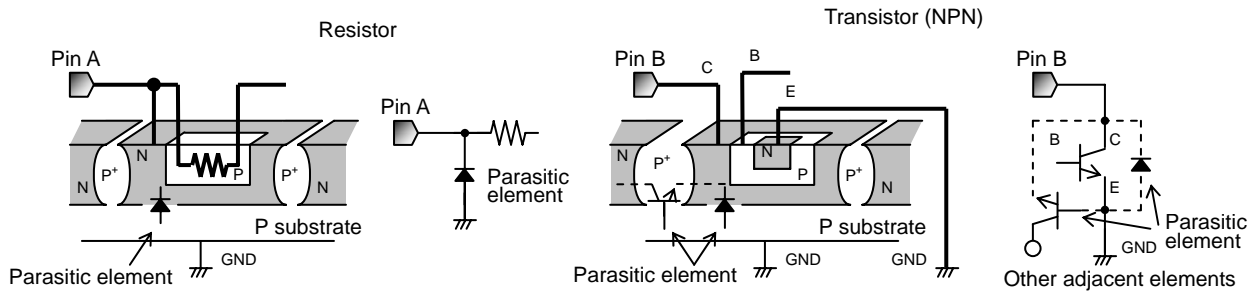 Resistor
Pin A
N
N
P⁺
P
P⁺
N
P substrate
GND
Parasitic element
Pin A
Parasitic
element
Transistor (NPN)
Pin B
C
B
E
N
N
P⁺
N
P
P⁺
N
P substrate
GND
Parasitic element
GND
Pin B
B
C
E
GND
Parasitic
element
Other adjacent elements